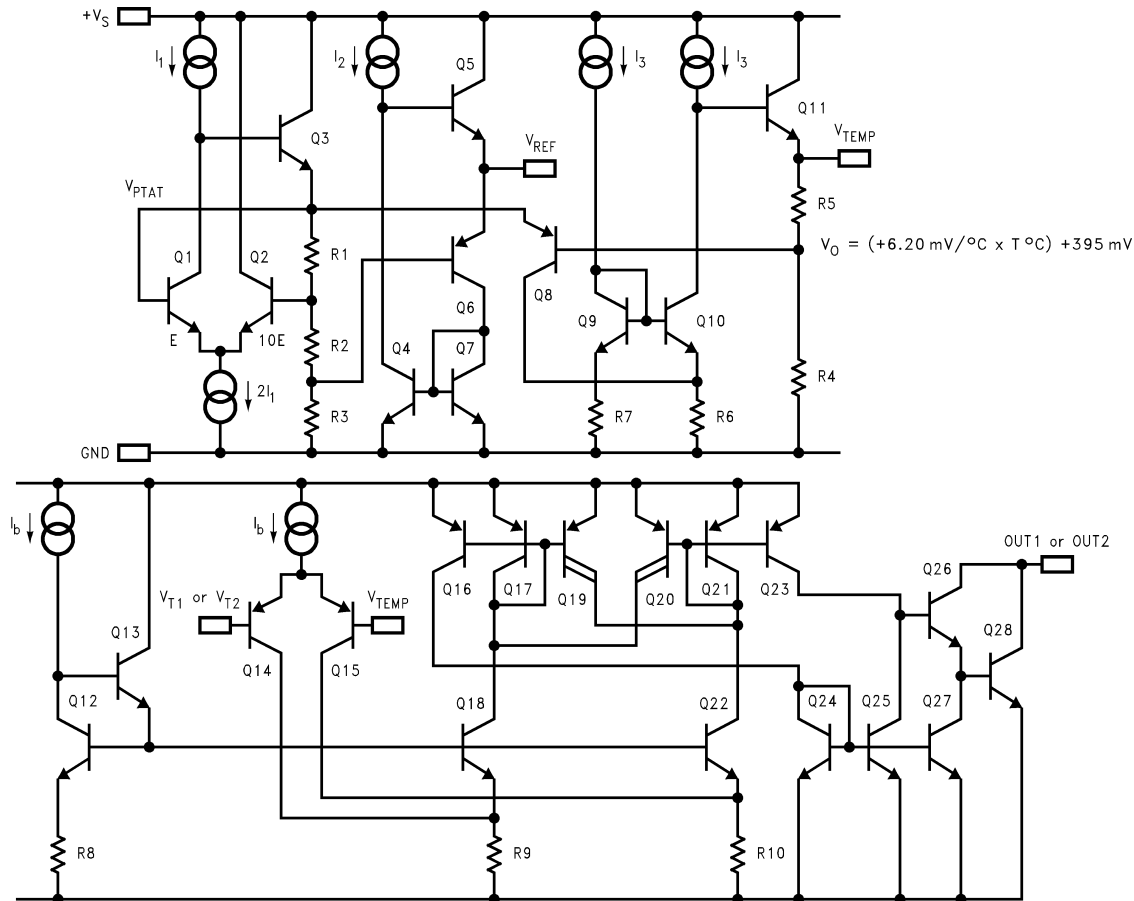 +VS
I1
I2
I3
I3
Q5
Q11
Q3
VREF
VTEMP
VPTAT
R5
R1
VO = (+6.20 mV/°C x T °C) +395 mV
Q1
Q2
Q8
Q6
Q9
Q10
E
10E
R2
Q4
Q7
2I1
R3
R7
R6
R4
GND
Ib
Ib
OUT1 or OUT2
Q16
Q17
Q19
Q20
Q21
Q23
Q26
VT1 or VT2
VTEMP
Q13
Q28
Q14
Q15
Q12
Q18
Q22
Q24
Q25
Q27
R8
R9
R10